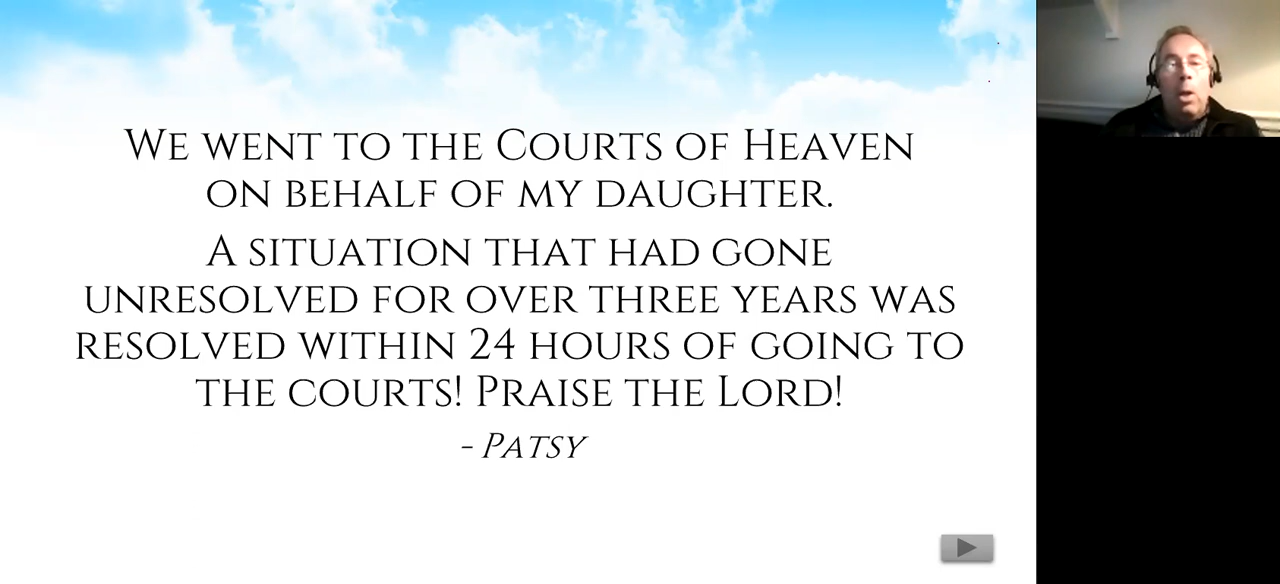 We went to the Courts of Heaven
on behalf of my daughter.
A situation that had gone
unresolved for over three years was
resolved within 24 hours of going to
the courts! Praise the Lord!
- Patsy